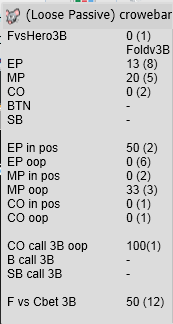 (Loose Passive) crowebar
FvsHero3B 0 (1)
Foldv3B
EP 13 (8)
MP 20 (5)
CO 0 (2)
BTN -
SB -
EP in pos 50 (2)
EP oop 0 (6)
MP in pos 0 (2)
MP oop 33 (3)
CO in pos 0 (1)
CO oop 0 (1)
CO call 3B oop 100(1)
B call 3B -
SB call 3B -
F vs Cbet 3B 50 (12)